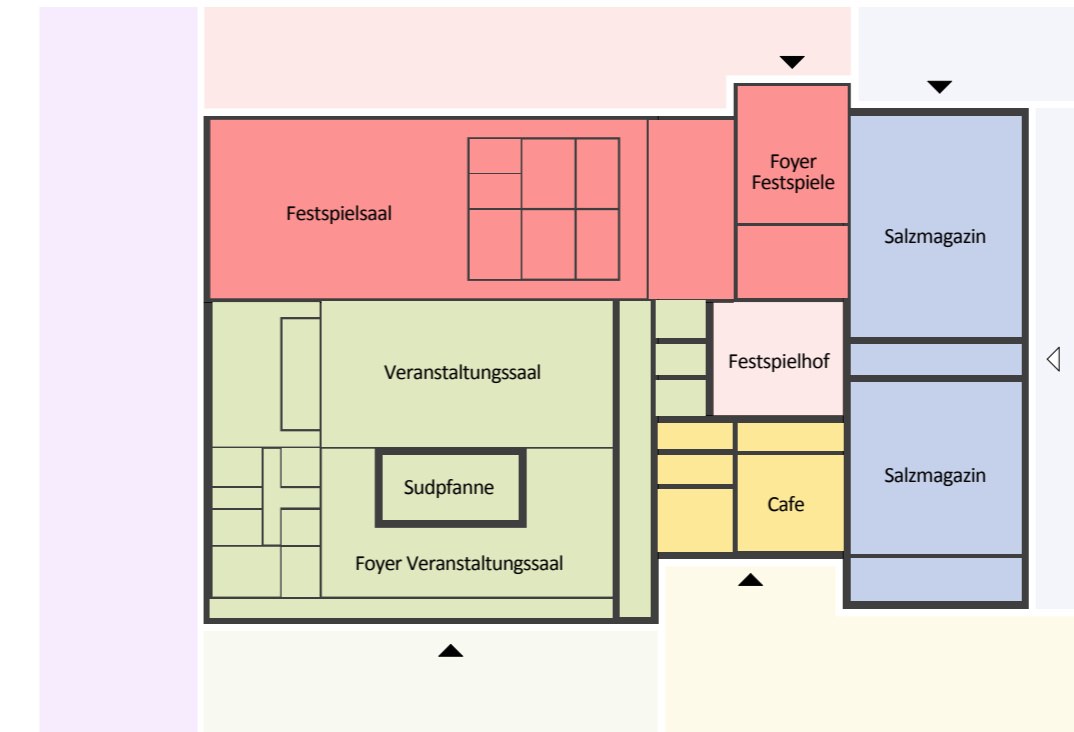 Foyer
Festspiele
Festspielsaal
Salzmagazin
Veranstaltungssaal
Festspielhof
Sudpfanne
Salzmagazin
Cafe
Foyer Veranstaltungssaal